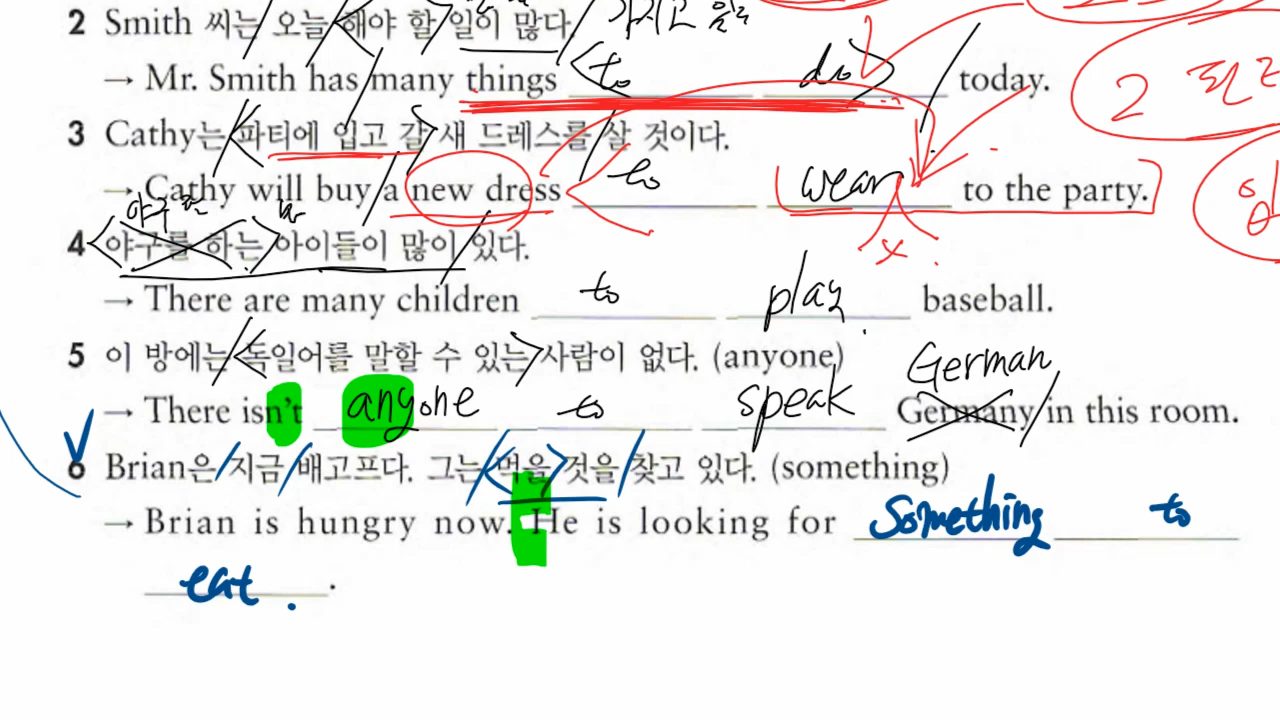 2 Smith 씨는 오늘 해야 할 일이 많다.
→ Mr. Smith has many things to do today.
3 Cathy는 파티에 입고 갈 새 드레스를 살 것이다.
→ Cathy will buy a new dress to wear to the party.
4 야구를 하는 아이들이 많이 있다.
→ There are many children to play baseball.
5 이 방에는 독일어를 말할 수 있는 사람이 없다. (anyone)
German
→ There isn't anyone to speak Germany in this room.
6 Brian은 지금 배고프다. 그는 먹을 것을 찾고 있다. (something)
→ Brian is hungry now. He is looking for Something to
eat.